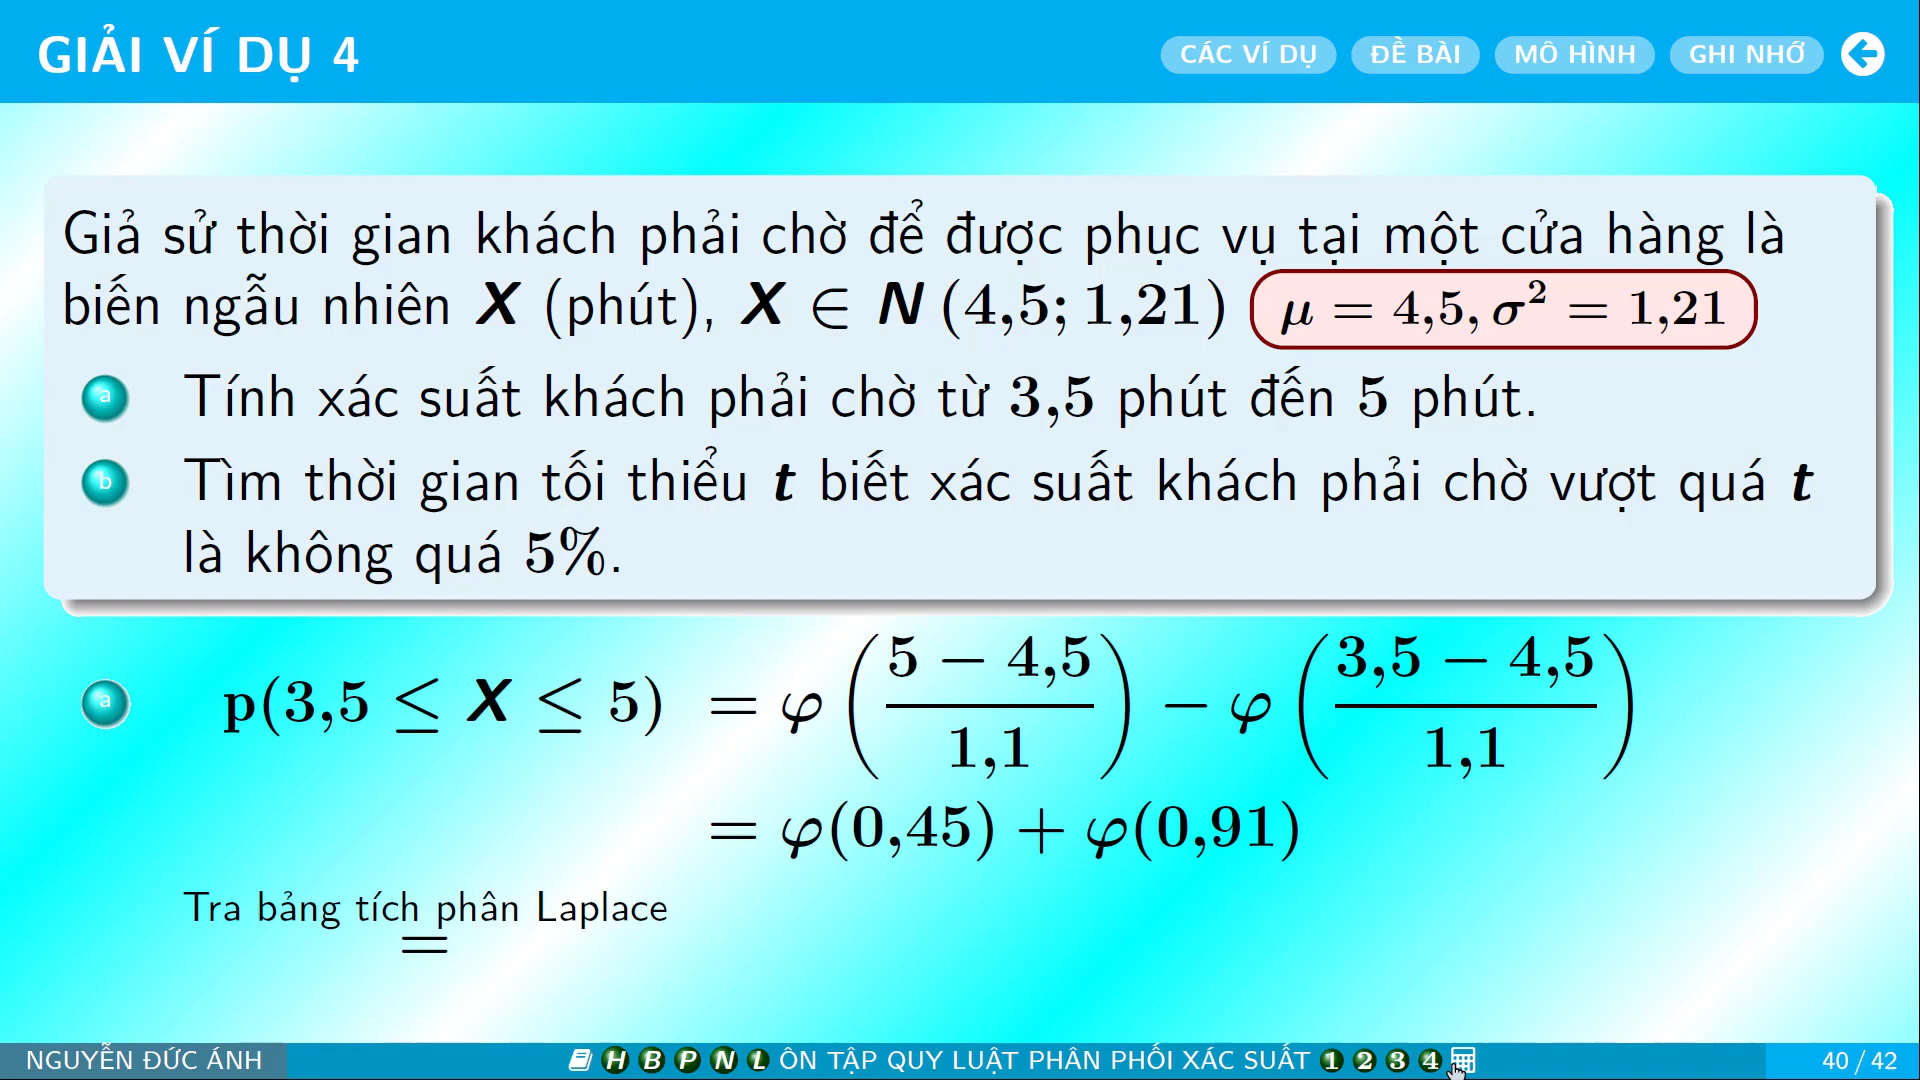 GIẢI VÍ DỤ 4
CÁC VÍ DỤ ĐỀ BÀI MÔ HÌNH GHI NHỚ
Giả sử thời gian khách phải chờ để được phục vụ tại một cửa hàng là
biến ngẫu nhiên X (phút), X ∈ N (4,5; 1,21) μ = 4,5, σ² = 1,21
a Tính xác suất khách phải chờ từ 3,5 phút đến 5 phút.
b Tìm thời gian tối thiểu t biết xác suất khách phải chờ vượt quá t
là không quá 5%.
a p(3,5 ≤ X ≤ 5) = φ((5 − 4,5)/1,1) − φ((3,5 − 4,5)/1,1)
= φ(0,45) + φ(0,91)
Tra bảng tích phân Laplace
=
NGUYỄN ĐỨC ÁNH H B P N L ÔN TẬP QUY LUẬT PHÂN PHỐI XÁC SUẤT 1 2 3 4 40 / 42